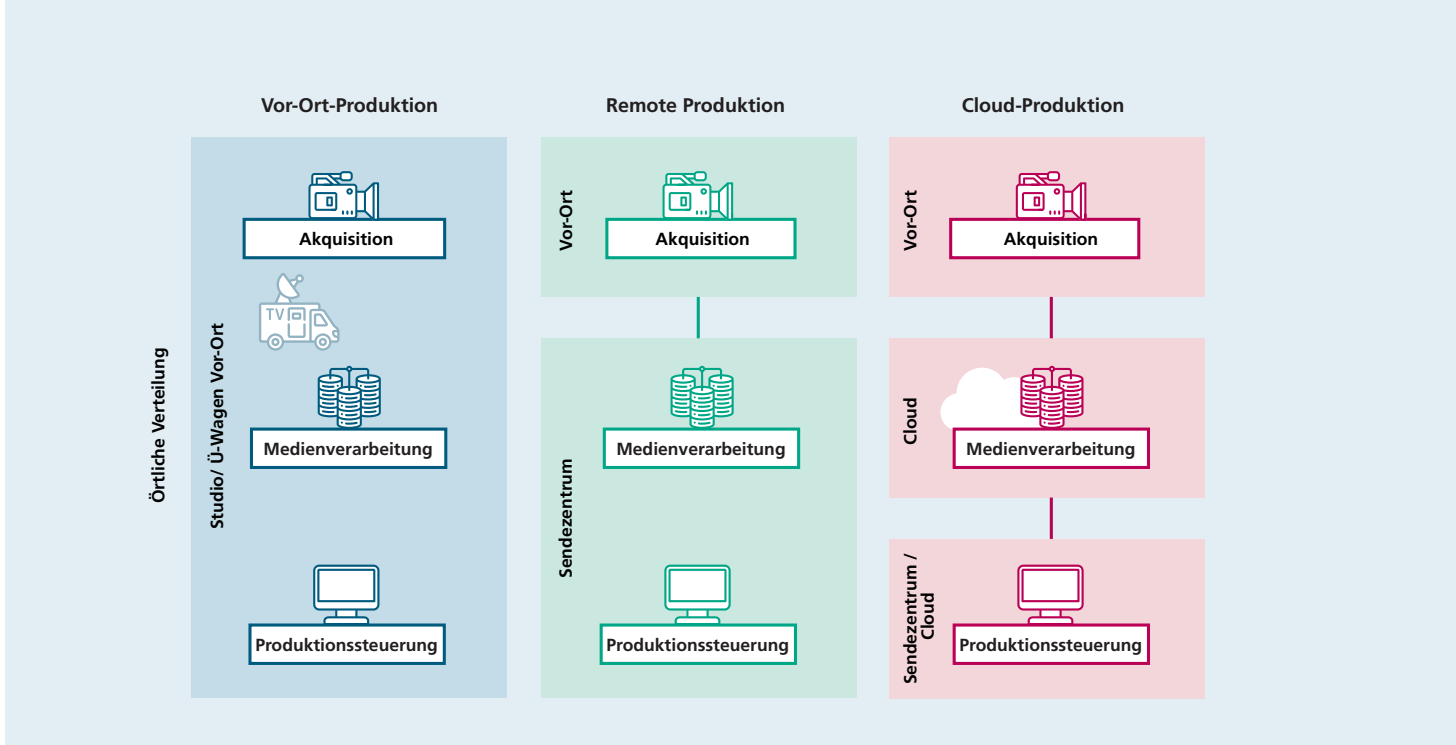 Vor-Ort-Produktion
Remote Produktion
Cloud-Produktion
Örtliche Verteilung
Studio/ Ü-Wagen Vor-Ort
Akquisition
TV
Medienverarbeitung
Produktionssteuerung
Vor-Ort
Akquisition
Sendezentrum
Medienverarbeitung
Produktionssteuerung
Vor-Ort
Akquisition
Cloud
Medienverarbeitung
Sendezentrum /
Cloud
Produktionssteuerung